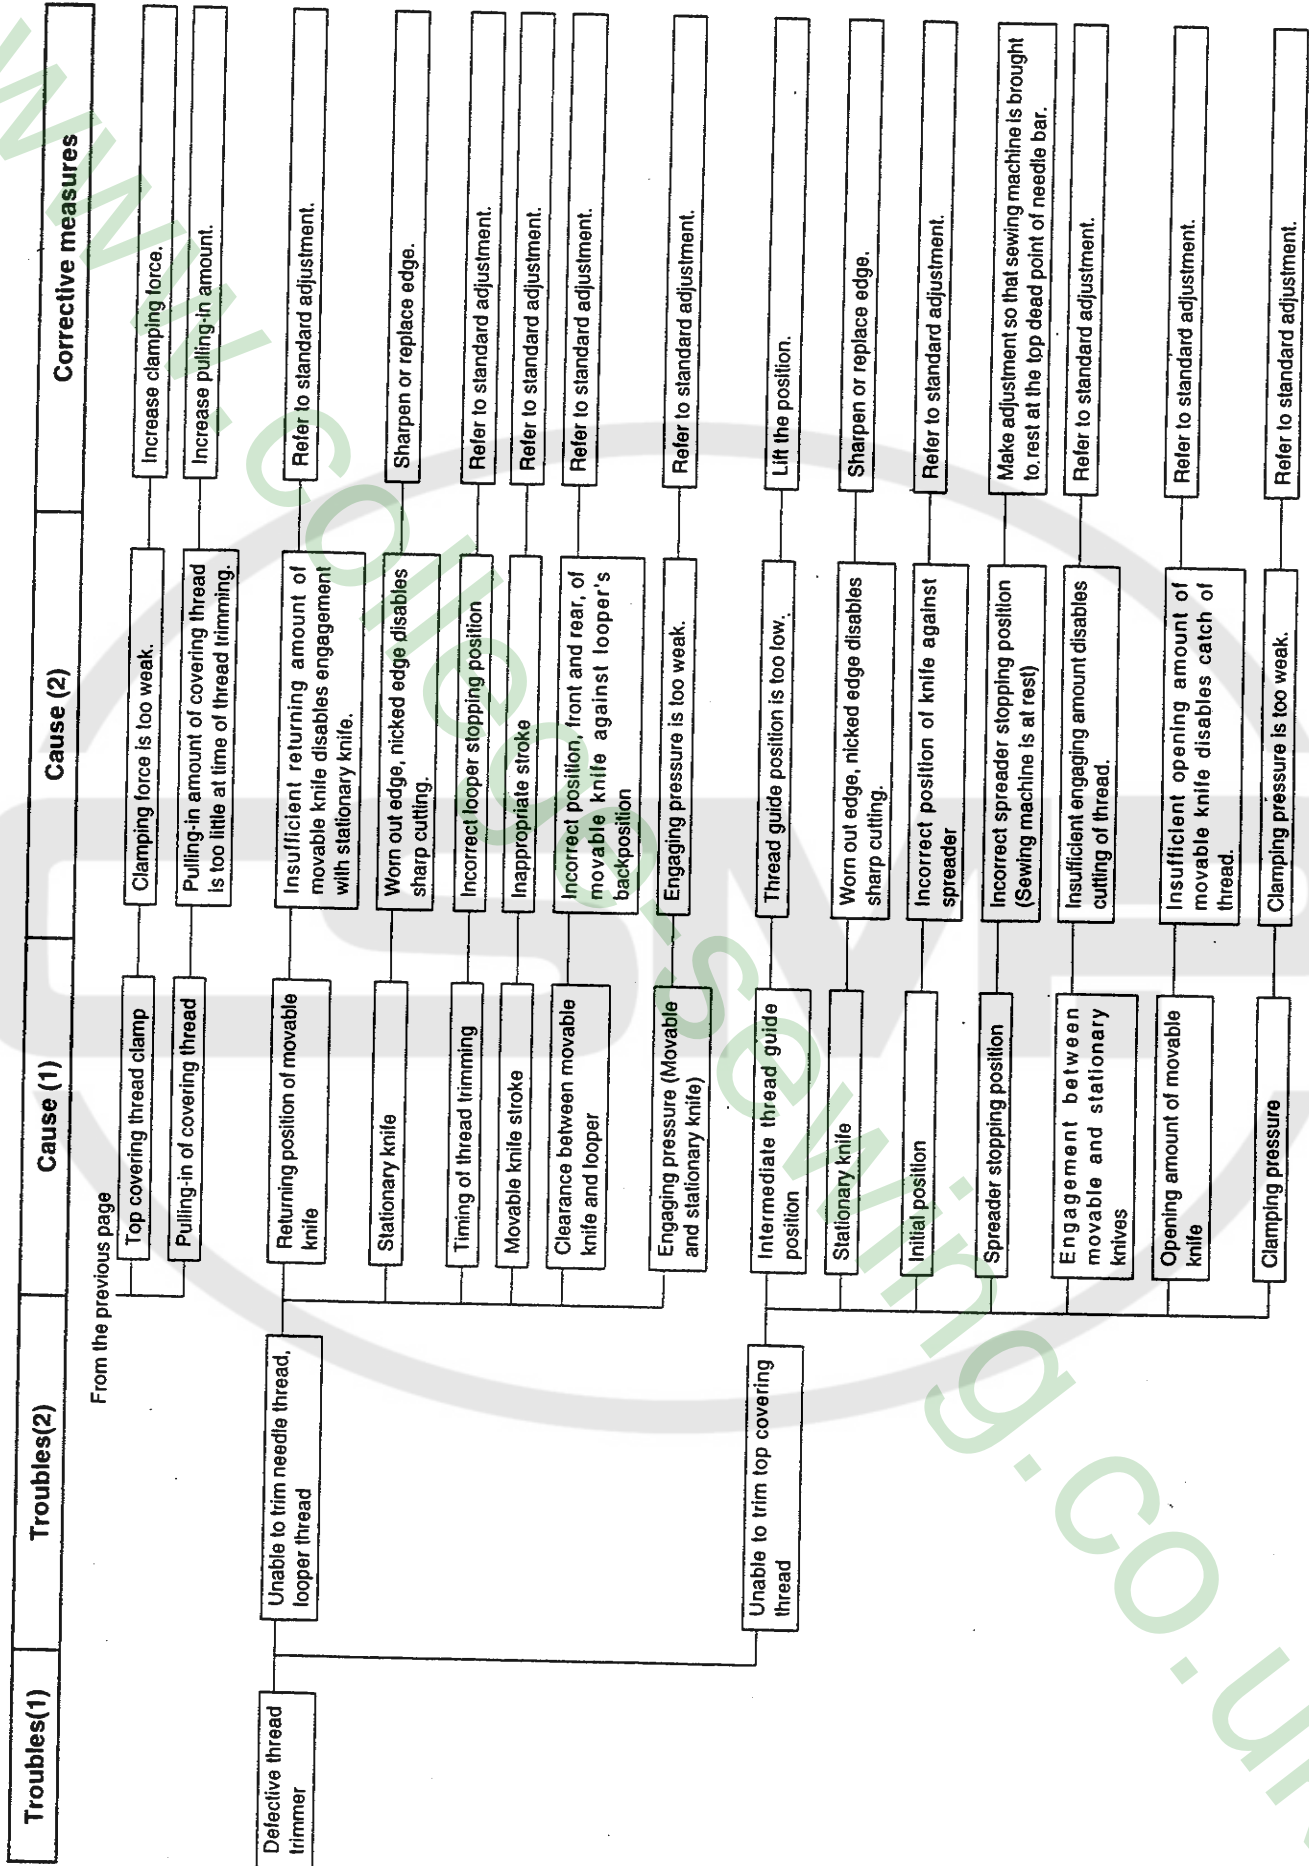 Troubles(1)
Troubles(2)
Cause (1)
Cause (2)
Corrective measures
From the previous page
Top covering thread clamp
Clamping force is too weak.
Increase clamping force.
Pulling-in of covering thread
Pulling-in amount of covering thread
is too little at time of thread trimming.
Increase pulling-in amount.
Defective thread
trimmer
Unable to trim needle thread,
looper thread
Returning position of movable
knife
Insufficient returning amount of
movable knife disables engagement
with stationary knife.
Refer to standard adjustment.
Stationary knife
Worn out edge, nicked edge disables
sharp cutting.
Sharpen or replace edge.
Timing of thread trimming
Incorrect looper stopping position
Refer to standard adjustment.
Movable knife stroke
Inappropriate stroke
Refer to standard adjustment.
Clearance between movable
knife and looper
Incorrect position, front and rear, of
movable knife against looper's
backposition
Refer to standard adjustment.
Engaging pressure (Movable
and stationary knife)
Engaging pressure is too weak.
Refer to standard adjustment.
Unable to trim top covering
thread
Intermediate thread guide
position
Thread guide position is too low.
Lift the position.
Stationary knife
Worn out edge, nicked edge disables
sharp cutting.
Sharpen or replace edge.
Initial position
Incorrect position of knife against
spreader
Refer to standard adjustment.
Spreader stopping position
Incorrect spreader stopping position
(Sewing machine is at rest)
Make adjustment so that sewing machine is brought
to rest at the top dead point of needle bar.
Engagement between
movable and stationary
knives
Insufficient engaging amount disables
cutting of thread.
Refer to standard adjustment.
Opening amount of movable
knife
Insufficient opening amount of
movable knife disables catch of
thread.
Refer to standard adjustment.
Clamping pressure
Clamping pressure is too weak.
Refer to standard adjustment.
www.college-sewing.co.uk